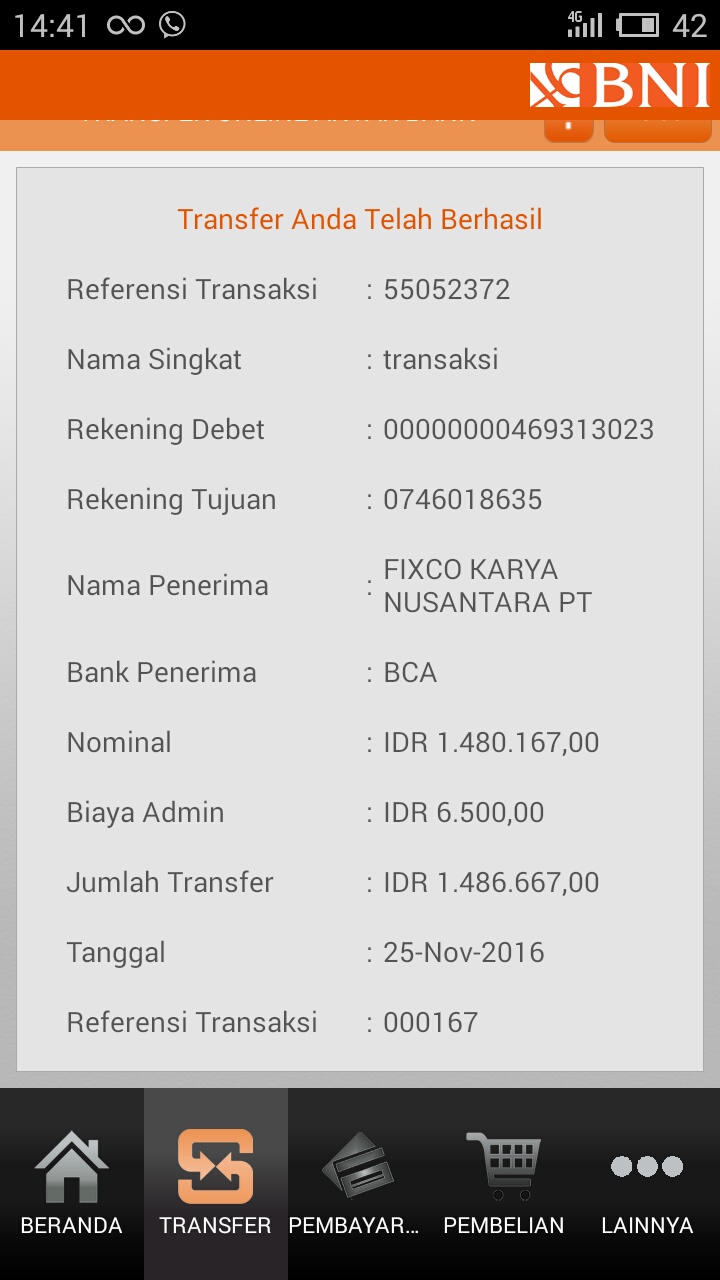 14:41
4G
42
BNI
Transfer Anda Telah Berhasil
Referensi Transaksi : 55052372
Nama Singkat : transaksi
Rekening Debet : 00000000469313023
Rekening Tujuan : 0746018635
Nama Penerima : FIXCO KARYA
NUSANTARA PT
Bank Penerima : BCA
Nominal : IDR 1.480.167,00
Biaya Admin : IDR 6.500,00
Jumlah Transfer : IDR 1.486.667,00
Tanggal : 25-Nov-2016
Referensi Transaksi : 000167
BERANDA
TRANSFER
PEMBAYAR...
PEMBELIAN
LAINNYA